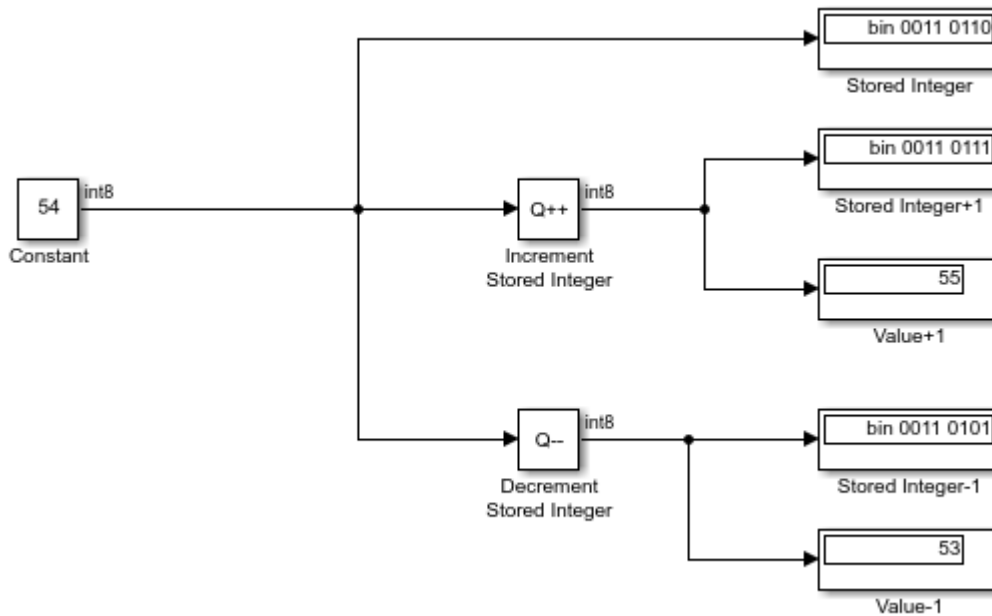 bin 0011 0110
Stored Integer
bin 0011 0111
Stored Integer+1
54
int8
Constant
Q++
int8
Increment
Stored Integer
55
Value+1
Q--
int8
Decrement
Stored Integer
bin 0011 0101
Stored Integer-1
53
Value-1